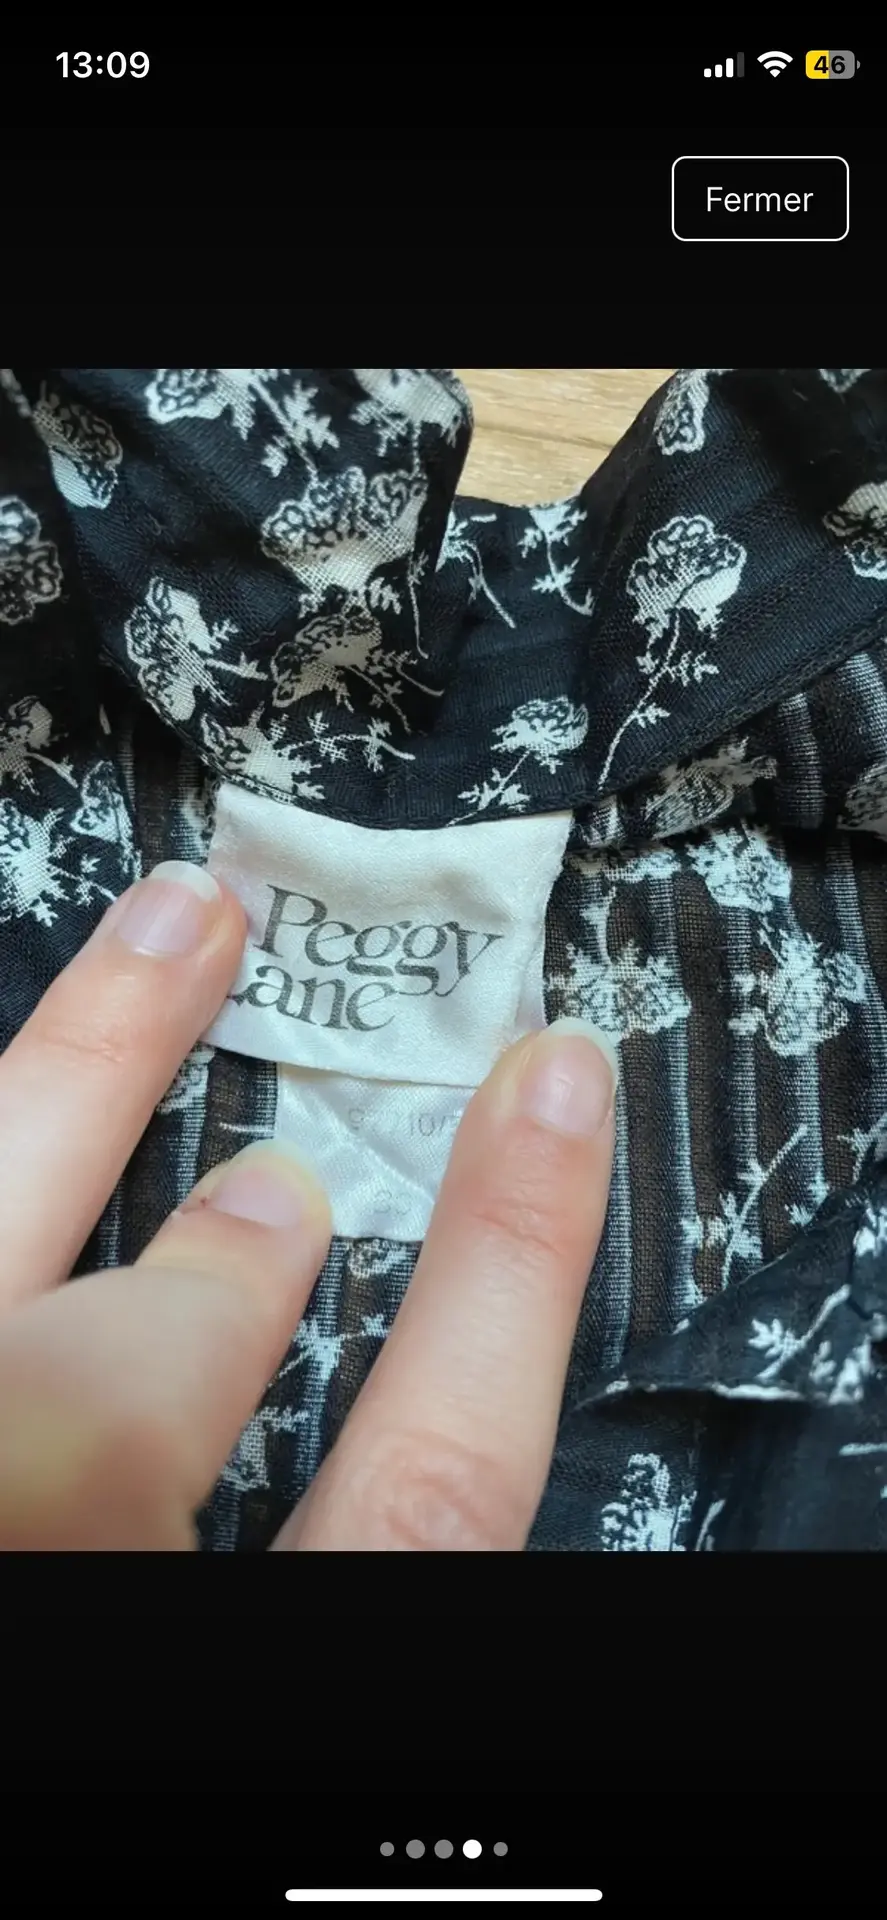 13:09
46
Fermer
Peggy
Lane